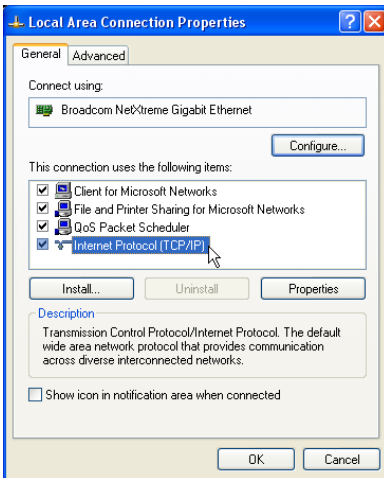 Local Area Connection Properties
General Advanced
Connect using:
Broadcom NetXtreme Gigabit Ethernet
Configure...
This connection uses the following items:
Client for Microsoft Networks
File and Printer Sharing for Microsoft Networks
QoS Packet Scheduler
Internet Protocol (TCP/IP)
Install... Uninstall Properties
Description
Transmission Control Protocol/Internet Protocol. The default
wide area network protocol that provides communication
across diverse interconnected networks.
Show icon in notification area when connected
OK Cancel